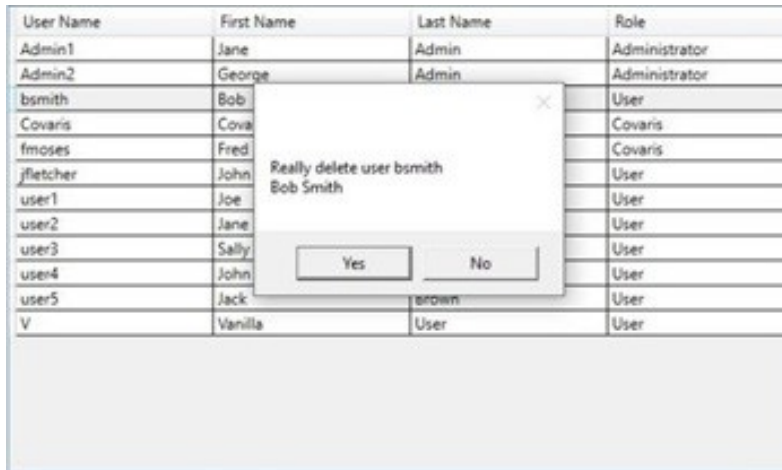 User Name First Name Last Name Role
Admin1 Jane Admin Administrator
Admin2 George Admin Administrator
bsmith Bob User
Covaris Cova Covaris
fmoses Fred Covaris
jfletcher John User
user1 Joe User
user2 Jane User
user3 Sally User
user4 John User
user5 Jack Brown User
V Vanilla User User
Really delete user bsmith
Bob Smith
Yes No